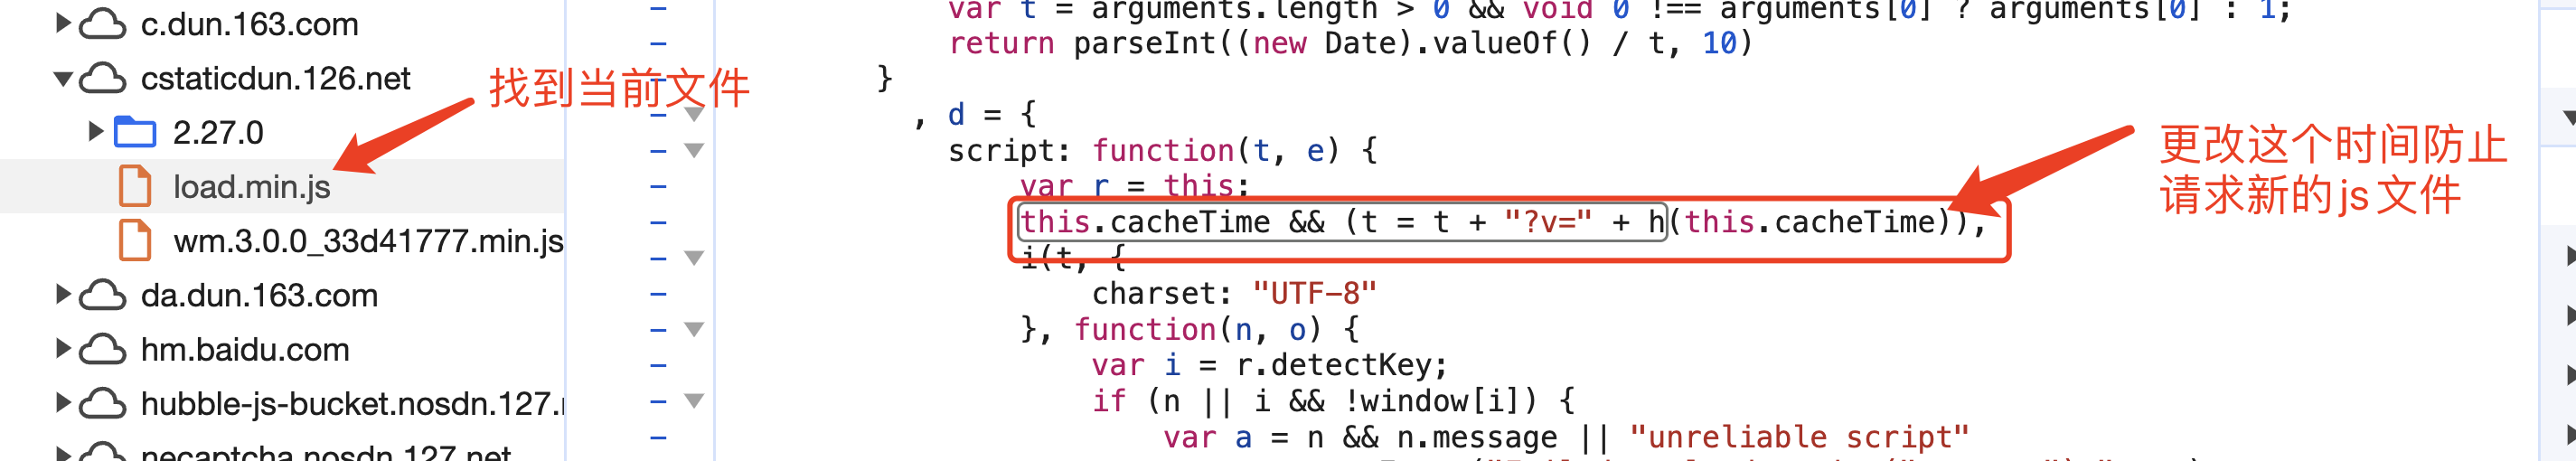 c.dun.163.com
cstaticdun.126.net
2.27.0
load.min.js
wm.3.0.0_33d41777.min.js
da.dun.163.com
hm.baidu.com
hubble-js-bucket.nosdn.127.
necaptcha.nosdn.127.net
找到当前文件
var t = arguments.length > 0 && void 0 !== arguments[0] ? arguments[0] : 1;
return parseInt((new Date).valueOf() / t, 10)
}
, d = {
script: function(t, e) {
var r = this;
this.cacheTime && (t = t + "?v=" + h(this.cacheTime)),
i(t, {
charset: "UTF-8"
}, function(n, o) {
var i = r.detectKey;
if (n || i && !window[i]) {
var a = n && n.message || "unreliable script"
更改这个时间防止
请求新的js文件